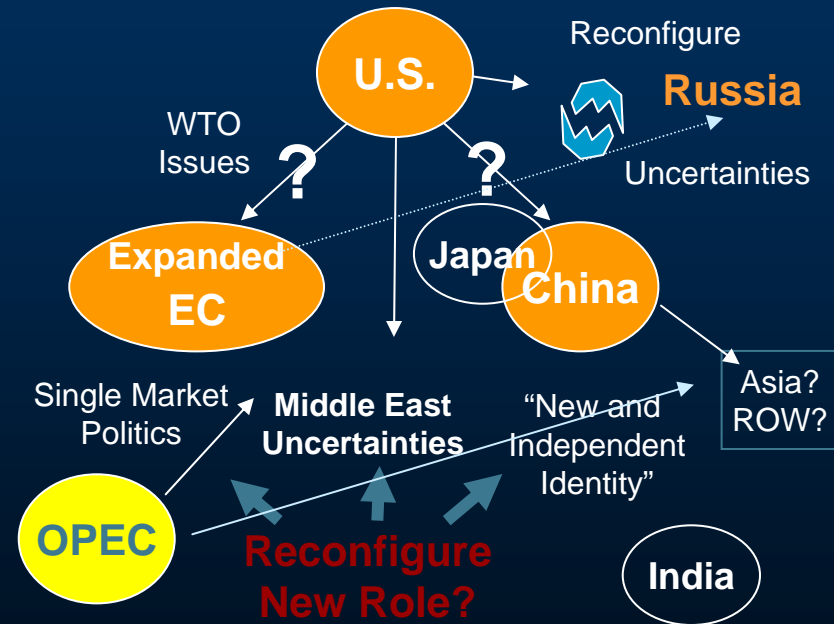 Reconfigure
U.S.
Russia
WTO
Issues
?
?
Uncertainties
Expanded
EC
Japan
China
Single Market
Politics
Middle East
Uncertainties
“New and
Independent
Identity”
Asia?
ROW?
OPEC
Reconfigure
New Role?
India